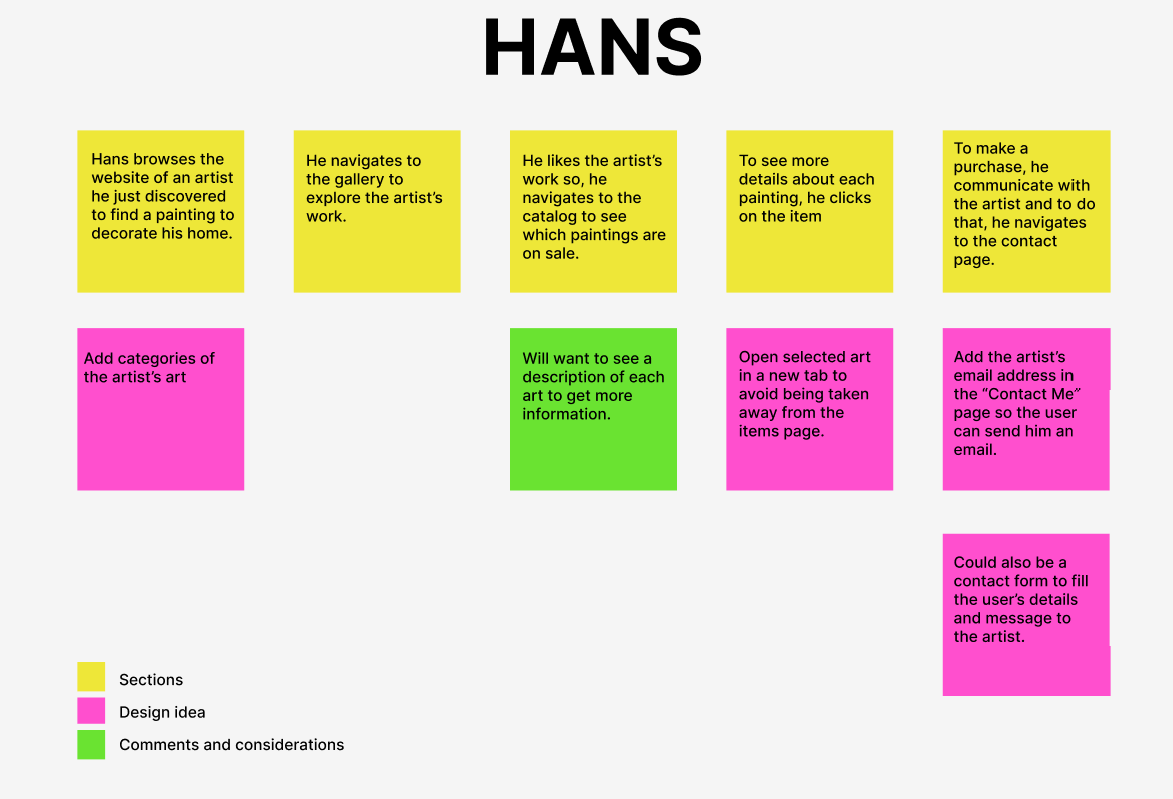 HANS
Hans browses the
website of an artist
he just discovered
to find a painting to
decorate his home.
He navigates to
the gallery to
explore the artist’s
work.
He likes the artist’s
work so, he
navigates to the
catalog to see
which paintings are
on sale.
To see more
details about each
painting, he clicks
on the item
To make a
purchase, he
communicate with
the artist and to do
that, he navigates
to the contact
page.
Add categories of
the artist’s art
Will want to see a
description of each
art to get more
information.
Open selected art
in a new tab to
avoid being taken
away from the
items page.
Add the artist’s
email address in
the “Contact Me”
page so the user
can send him an
email.
Could also be a
contact form to fill
the user’s details
and message to
the artist.
Sections
Design idea
Comments and considerations